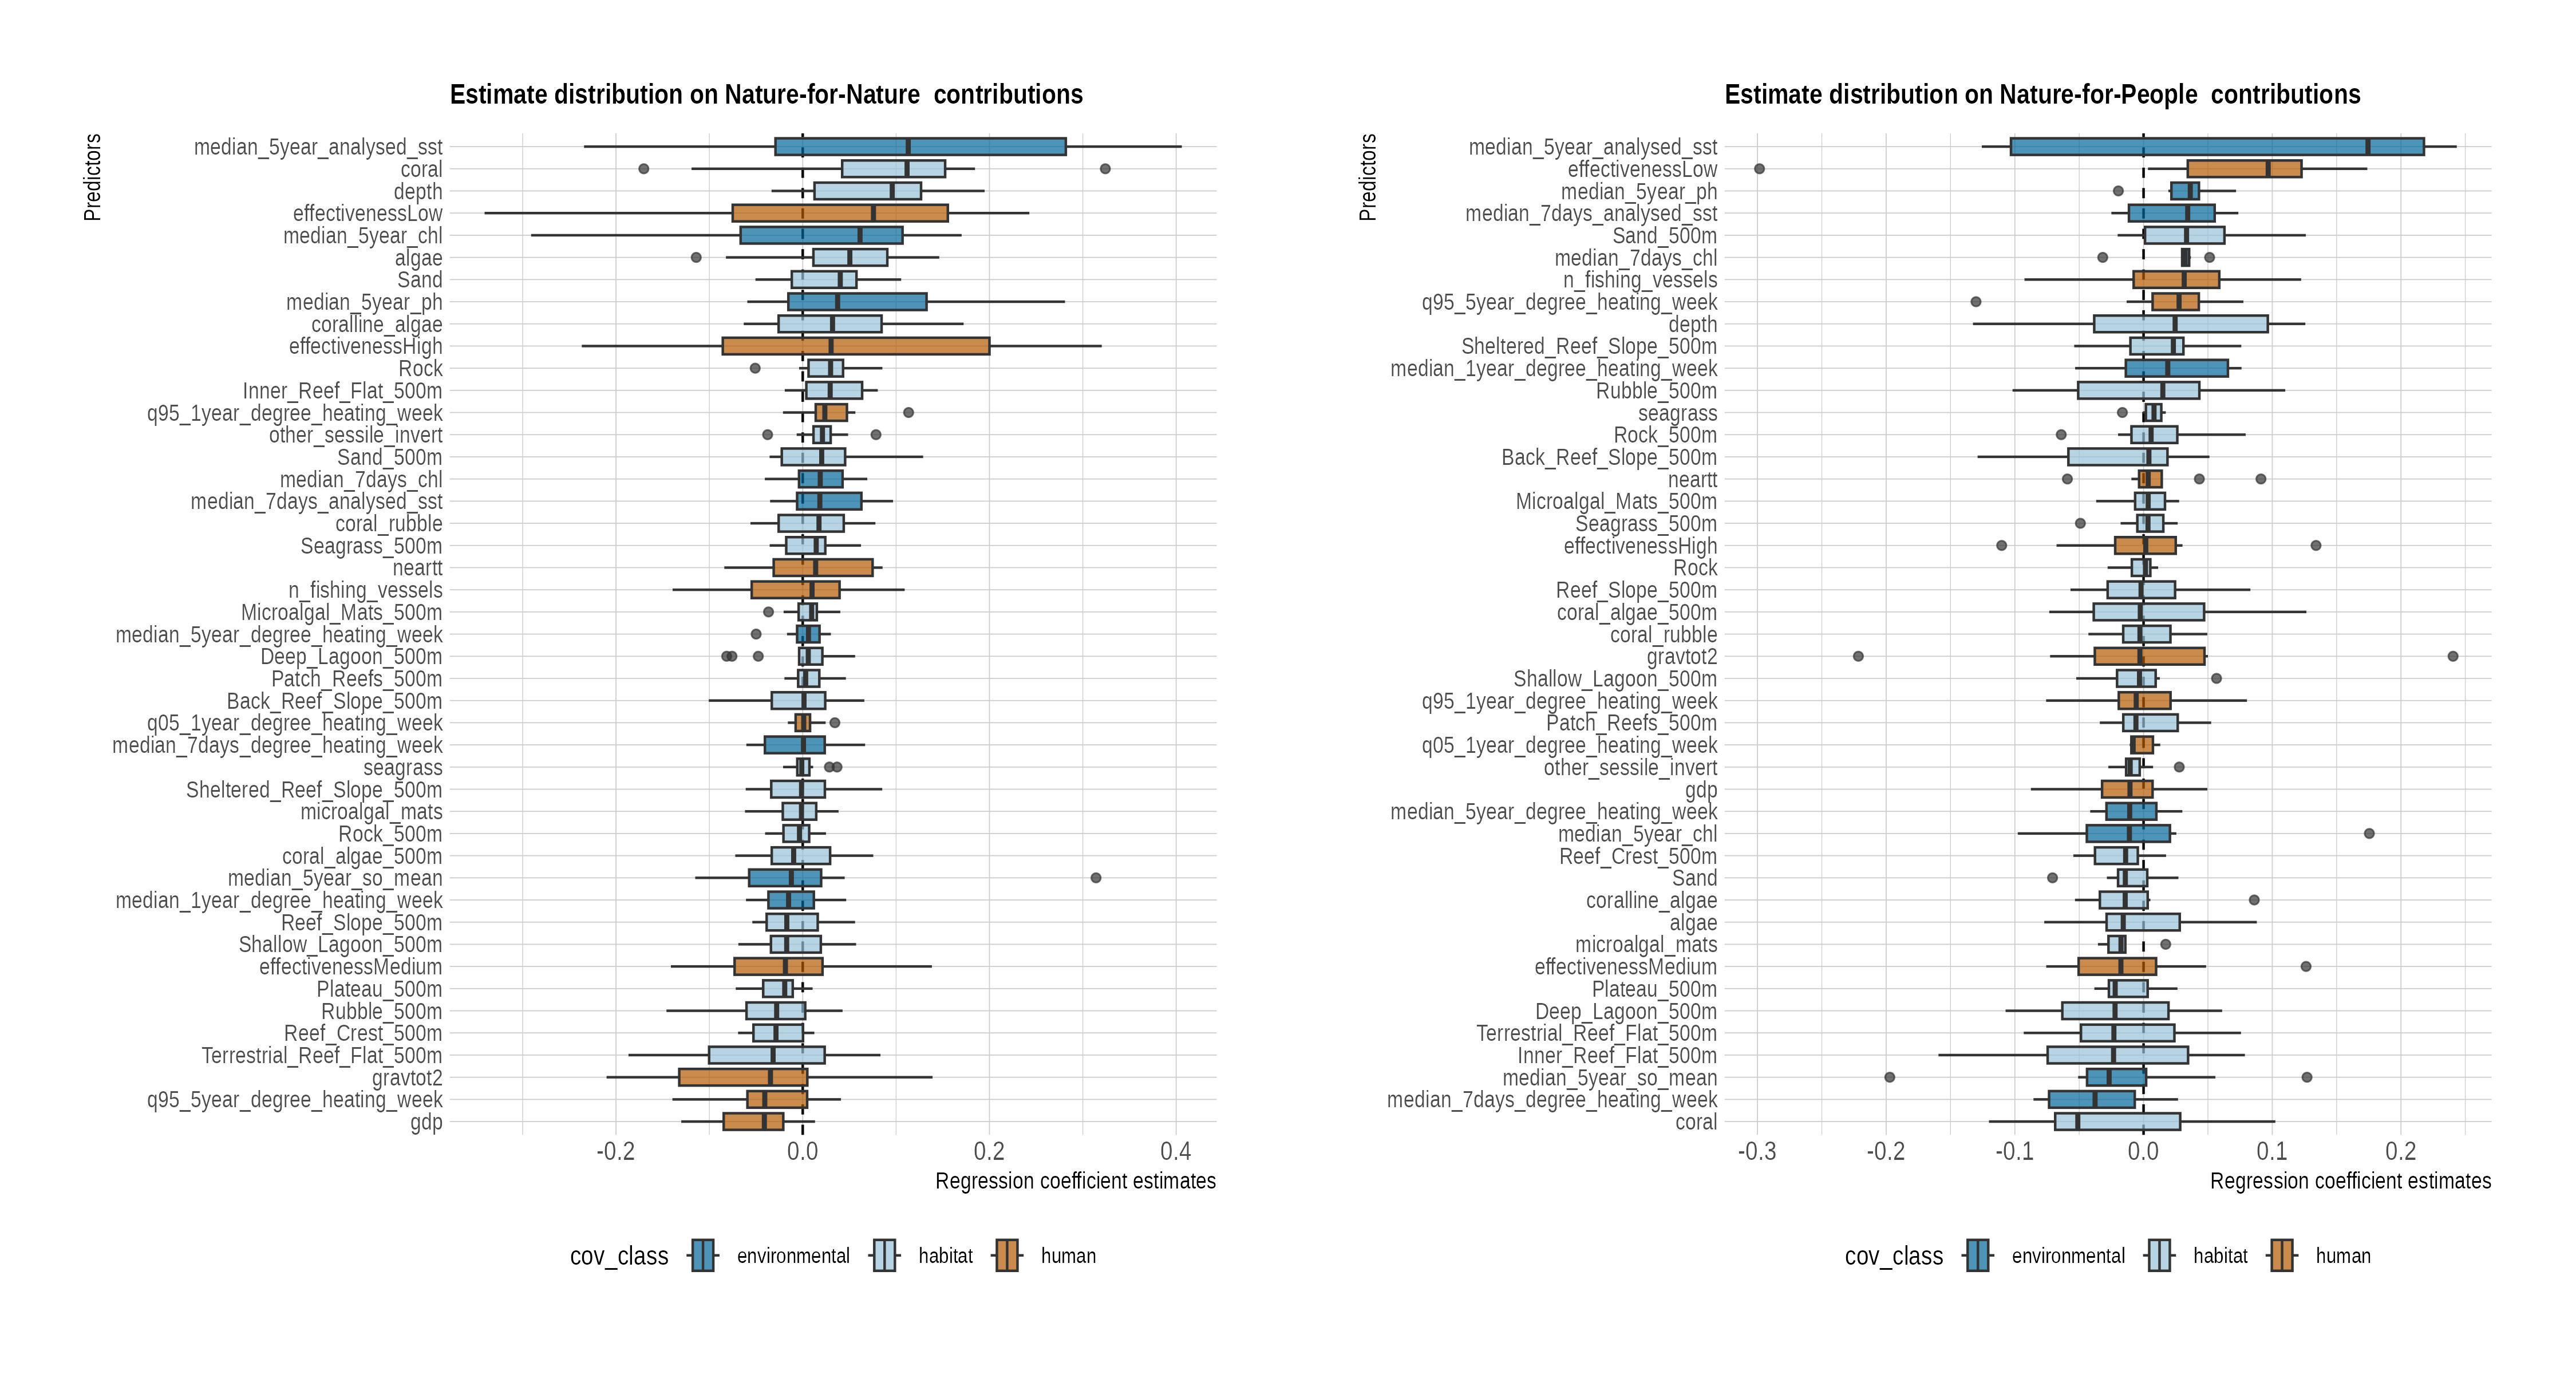 Estimate distribution on Nature-for-Nature  contributions
Predictors
median_5year_analysed_sst
coral
depth
effectivenessLow
median_5year_chl
algae
Sand
median_5year_ph
coralline_algae
effectivenessHigh
Rock
Inner_Reef_Flat_500m
q95_1year_degree_heating_week
other_sessile_invert
Sand_500m
median_7days_chl
median_7days_analysed_sst
coral_rubble
Seagrass_500m
neartt
n_fishing_vessels
Microalgal_Mats_500m
median_5year_degree_heating_week
Deep_Lagoon_500m
Patch_Reefs_500m
Back_Reef_Slope_500m
q05_1year_degree_heating_week
median_7days_degree_heating_week
seagrass
Sheltered_Reef_Slope_500m
microalgal_mats
Rock_500m
coral_algae_500m
median_5year_so_mean
median_1year_degree_heating_week
Reef_Slope_500m
Shallow_Lagoon_500m
effectivenessMedium
Plateau_500m
Rubble_500m
Reef_Crest_500m
Terrestrial_Reef_Flat_500m
gravtot2
q95_5year_degree_heating_week
gdp
-0.2 0.0 0.2 0.4
Regression coefficient estimates
cov_class environmental habitat human
Estimate distribution on Nature-for-People  contributions
Predictors
median_5year_analysed_sst
effectivenessLow
median_5year_ph
median_7days_analysed_sst
Sand_500m
median_7days_chl
n_fishing_vessels
q95_5year_degree_heating_week
depth
Sheltered_Reef_Slope_500m
median_1year_degree_heating_week
Rubble_500m
seagrass
Rock_500m
Back_Reef_Slope_500m
neartt
Microalgal_Mats_500m
Seagrass_500m
effectivenessHigh
Rock
Reef_Slope_500m
coral_algae_500m
coral_rubble
gravtot2
Shallow_Lagoon_500m
q95_1year_degree_heating_week
Patch_Reefs_500m
q05_1year_degree_heating_week
other_sessile_invert
gdp
median_5year_degree_heating_week
median_5year_chl
Reef_Crest_500m
Sand
coralline_algae
algae
microalgal_mats
effectivenessMedium
Plateau_500m
Deep_Lagoon_500m
Terrestrial_Reef_Flat_500m
Inner_Reef_Flat_500m
median_5year_so_mean
median_7days_degree_heating_week
coral
-0.3 -0.2 -0.1 0.0 0.1 0.2
Regression coefficient estimates
cov_class environmental habitat human